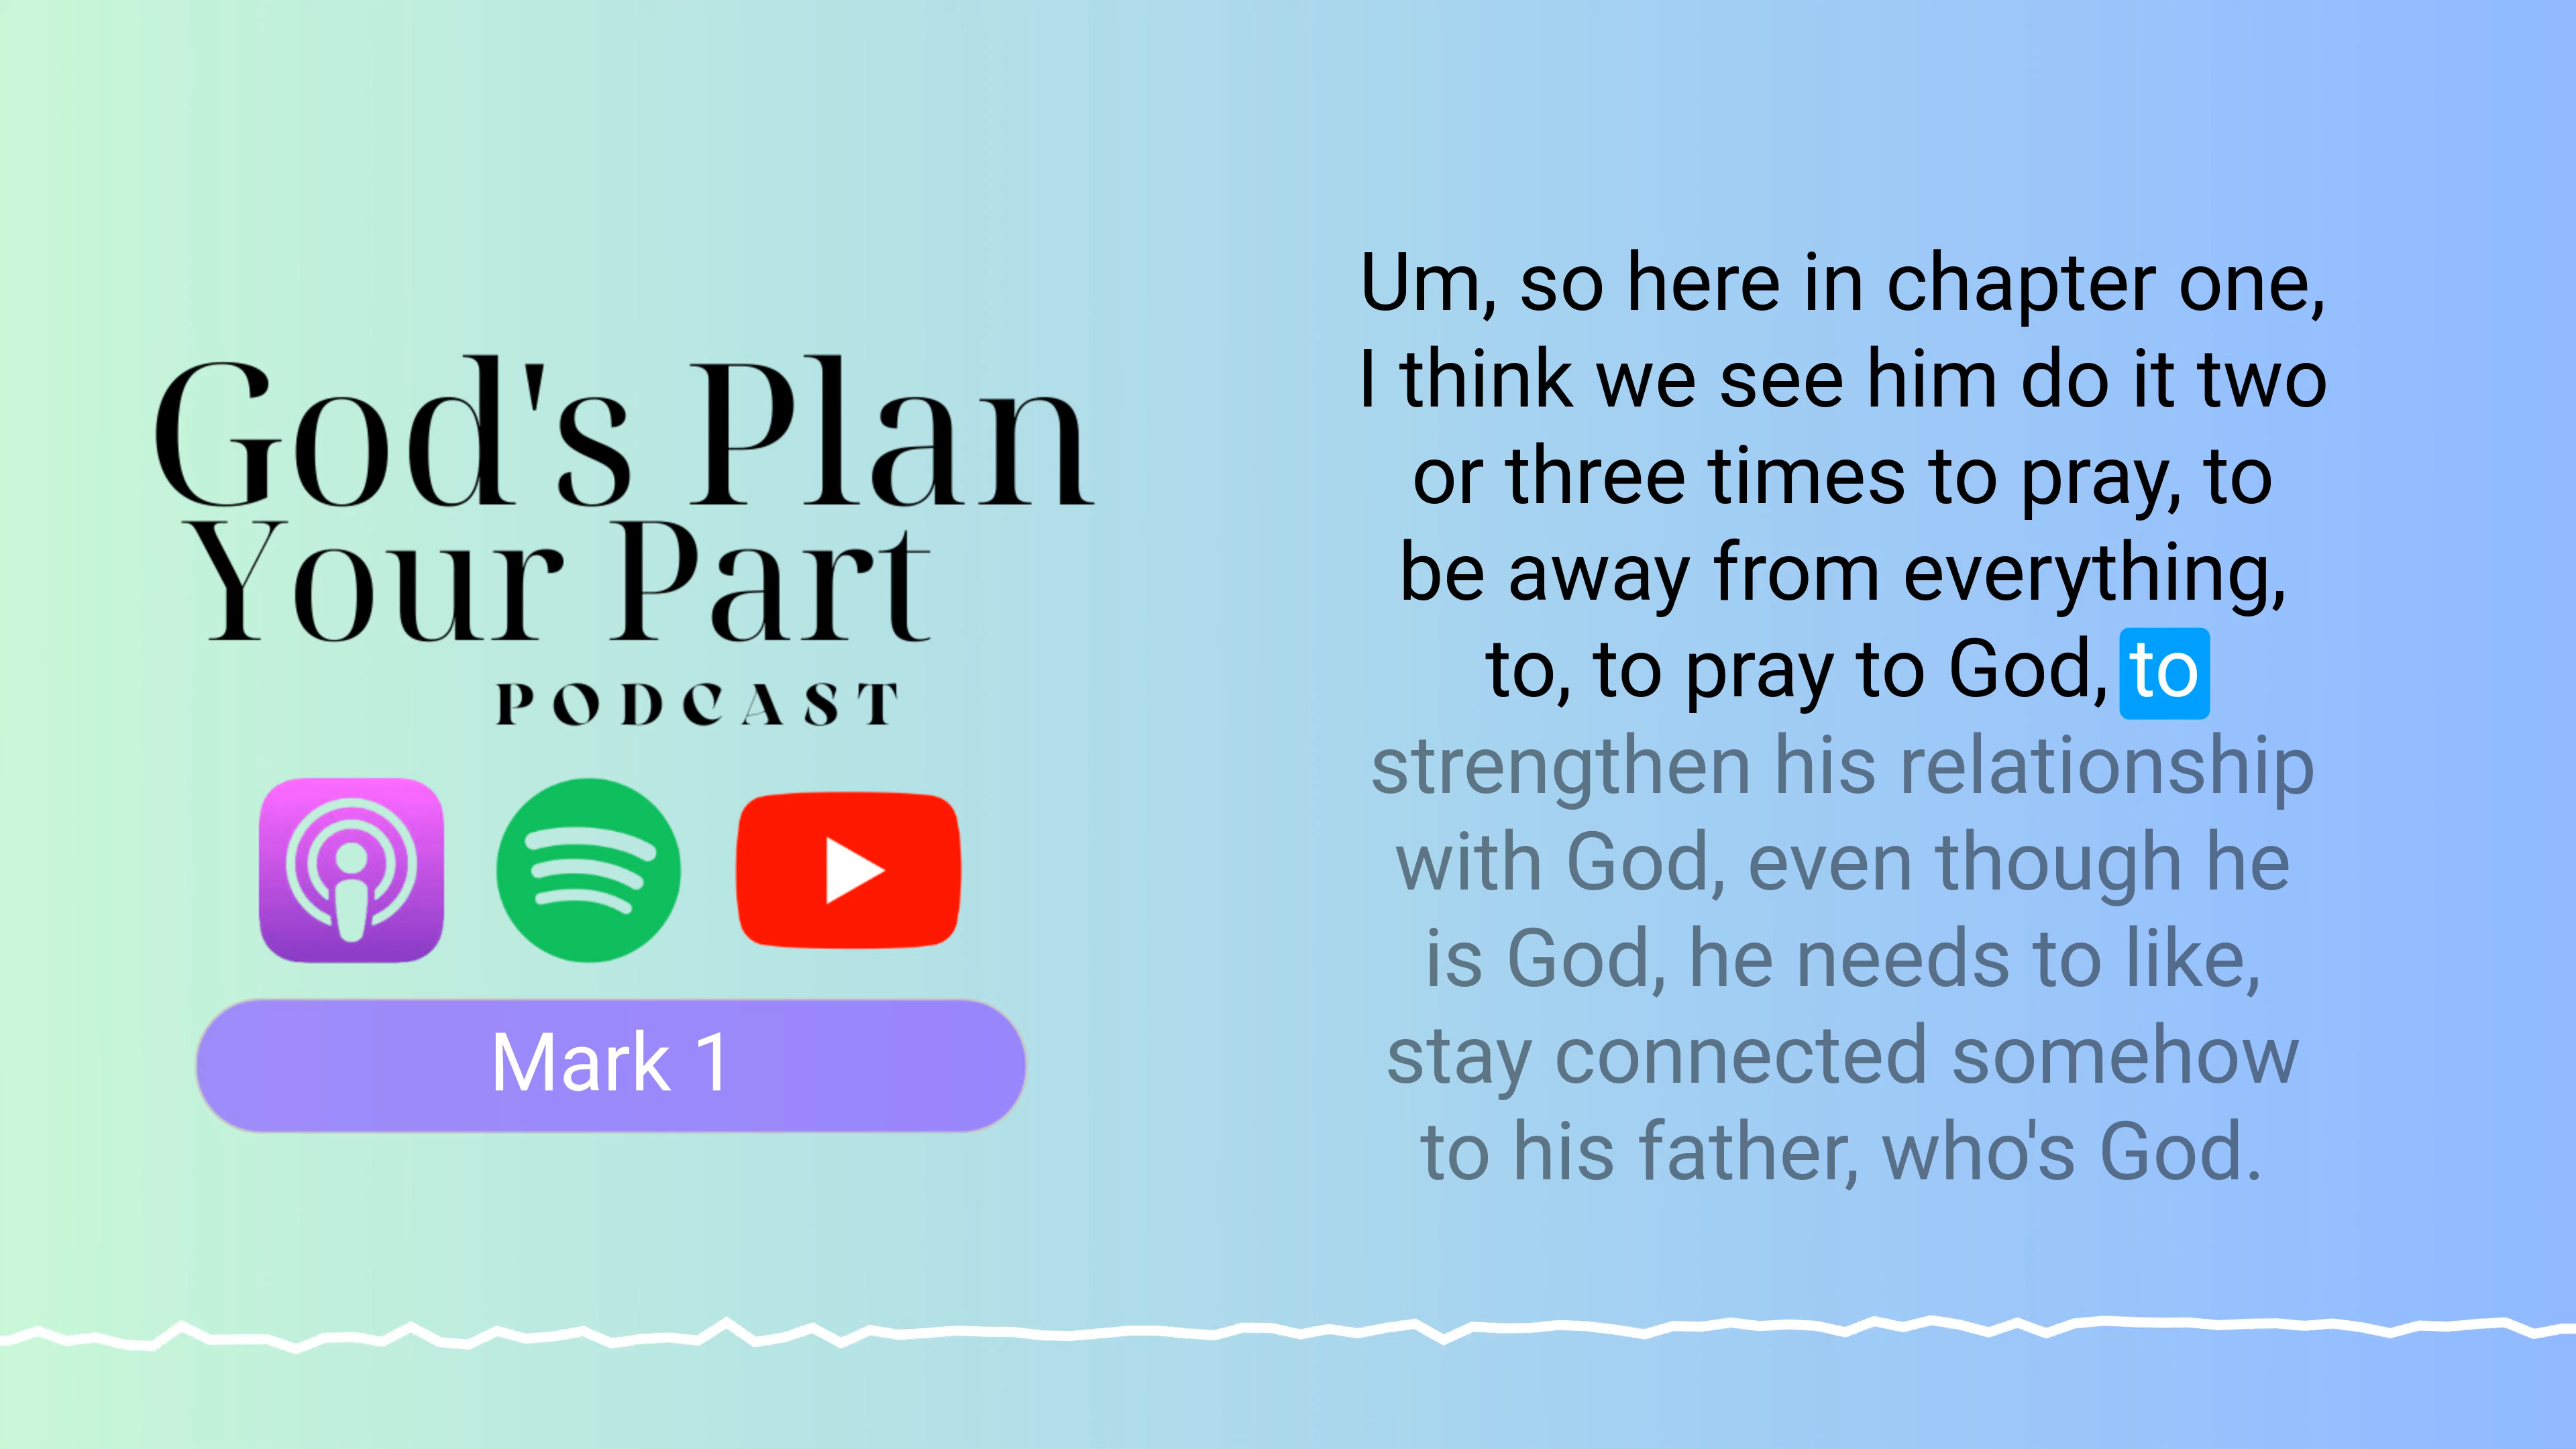 God's Plan
Your Part
PODCAST
Mark 1
Um, so here in chapter one,
I think we see him do it two
or three times to pray, to
be away from everything,
to, to pray to God, to
strengthen his relationship
with God, even though he
is God, he needs to like,
stay connected somehow
to his father, who's God.